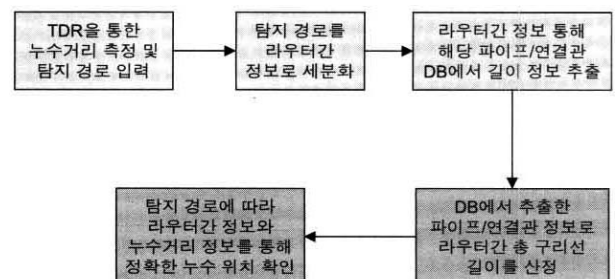 TDR을 통한
누수거리 측정 및
탐지 경로 입력
탐지 경로를
라우터간
정보로 세분화
라우터간 정보 통해
해당 파이프/연결관
DB에서 길이 정보 추출
DB에서 추출한
파이프/연결관 정보로
라우터간 총 구리선
길이를 산정
탐지 경로에 따라
라우터간 정보와
누수거리 정보를 통해
정확한 누수 위치 확인